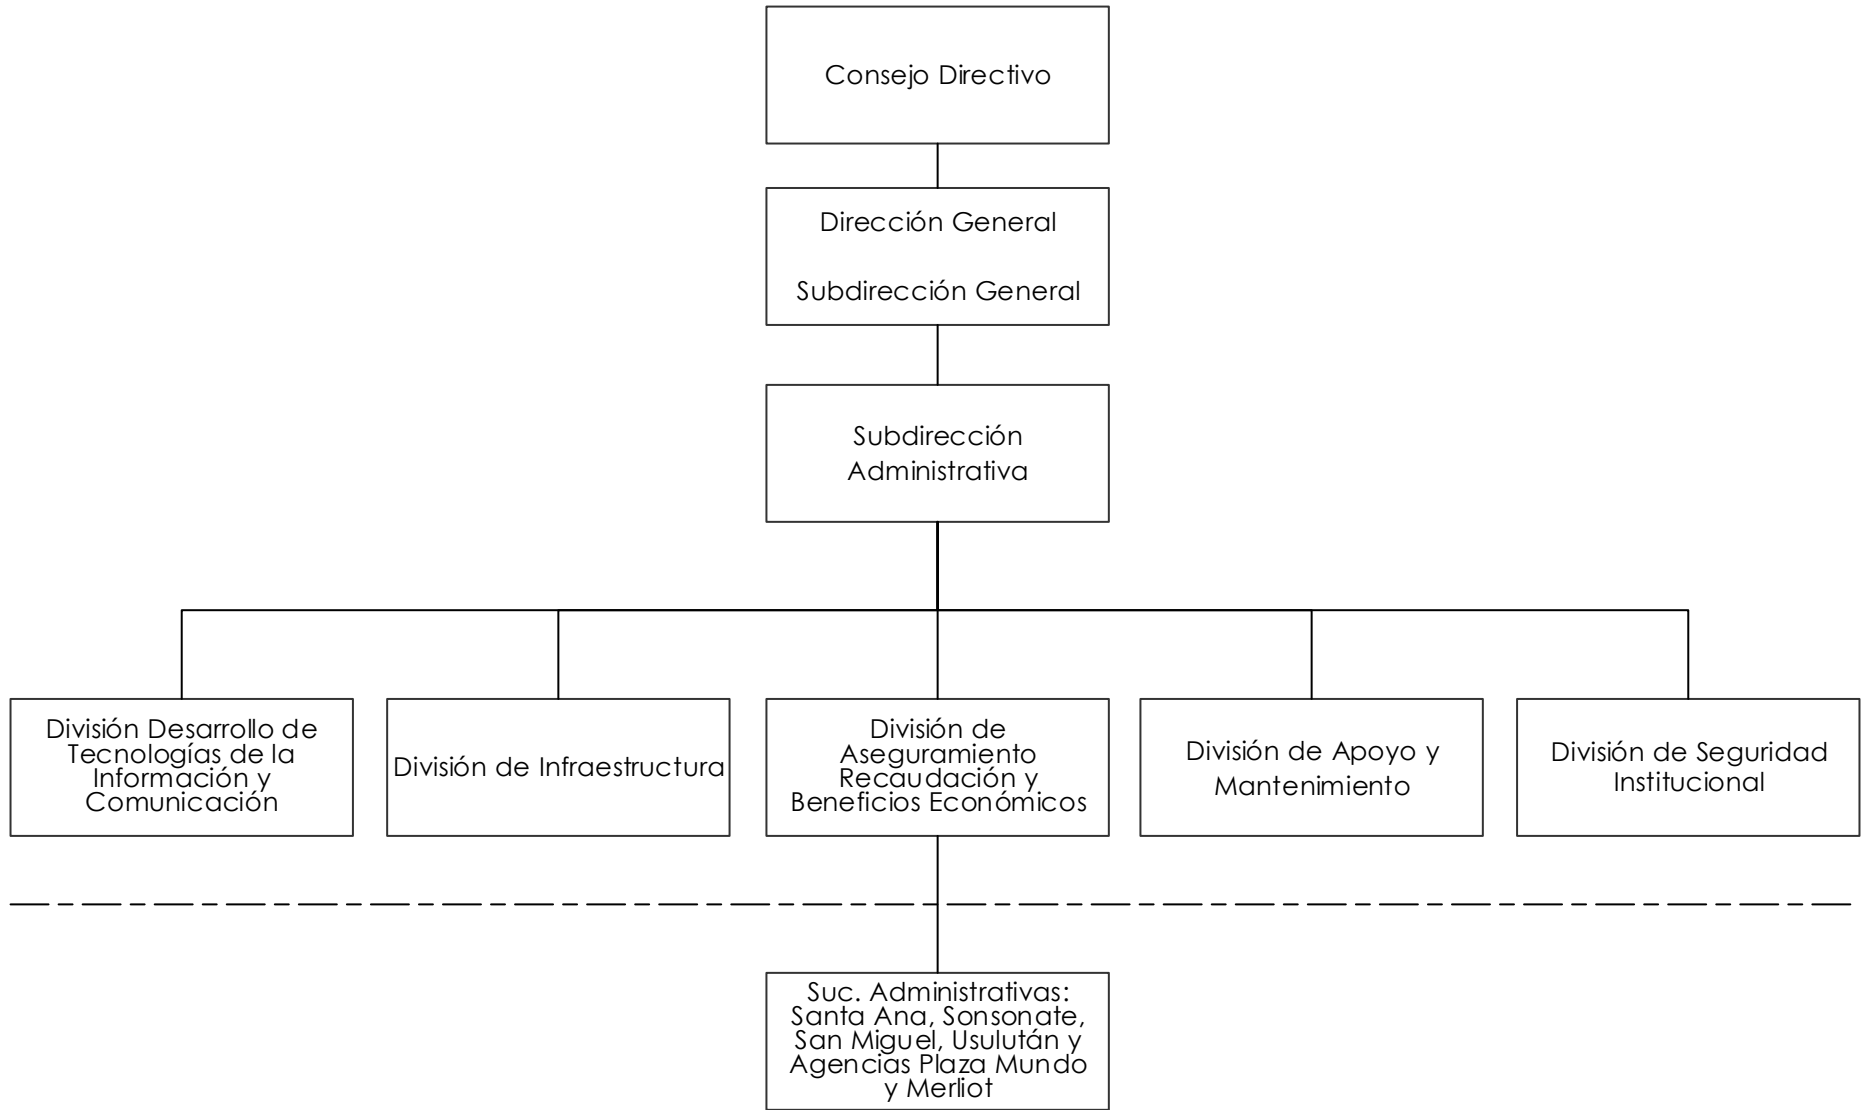 Consejo Directivo
Dirección General
Subdirección General
Subdirección
Administrativa
División Desarrollo de
Tecnologías de la
Información y
Comunicación
División de Infraestructura
División de
Aseguramiento
Recaudación y
Beneficios Económicos
División de Apoyo y
Mantenimiento
División de Seguridad
Institucional
Suc. Administrativas:
Santa Ana, Sonsonate,
San Miguel, Usulután y
Agencias Plaza Mundo
y Merliot